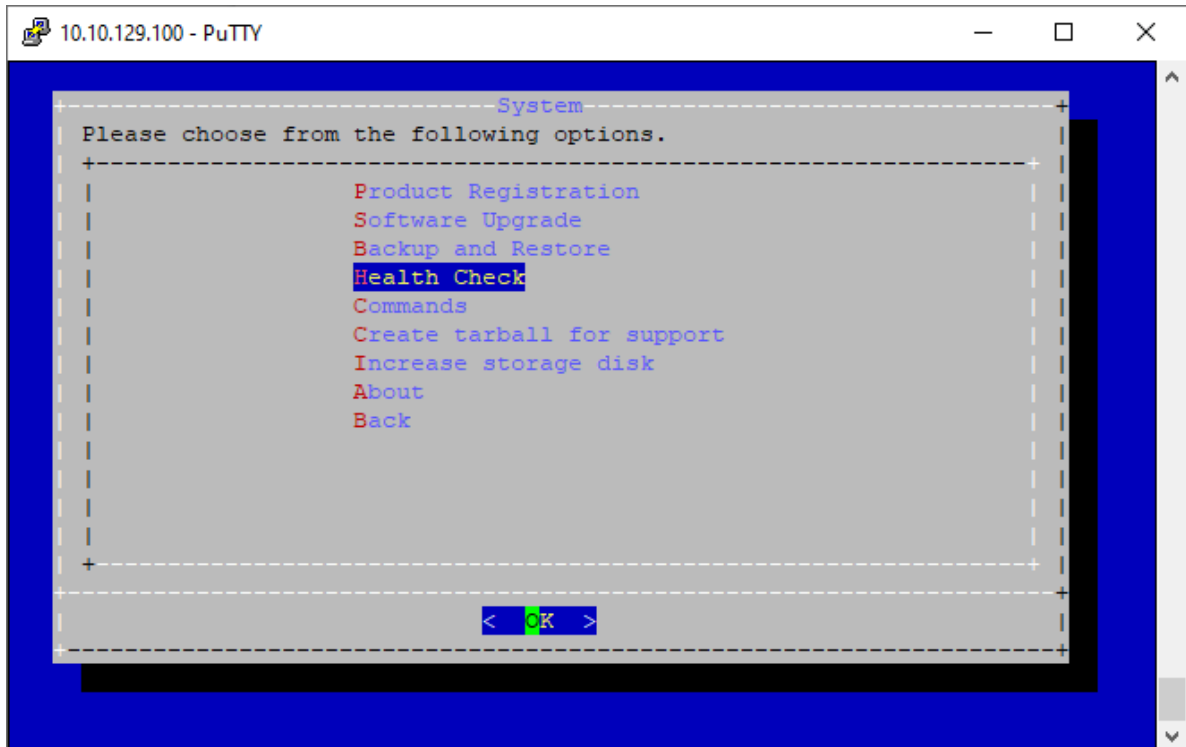 10.10.129.100 - PuTTY
System
Please choose from the following options.
Product Registration
Software Upgrade
Backup and Restore
Health Check
Commands
Create tarball for support
Increase storage disk
About
Back
< OK >